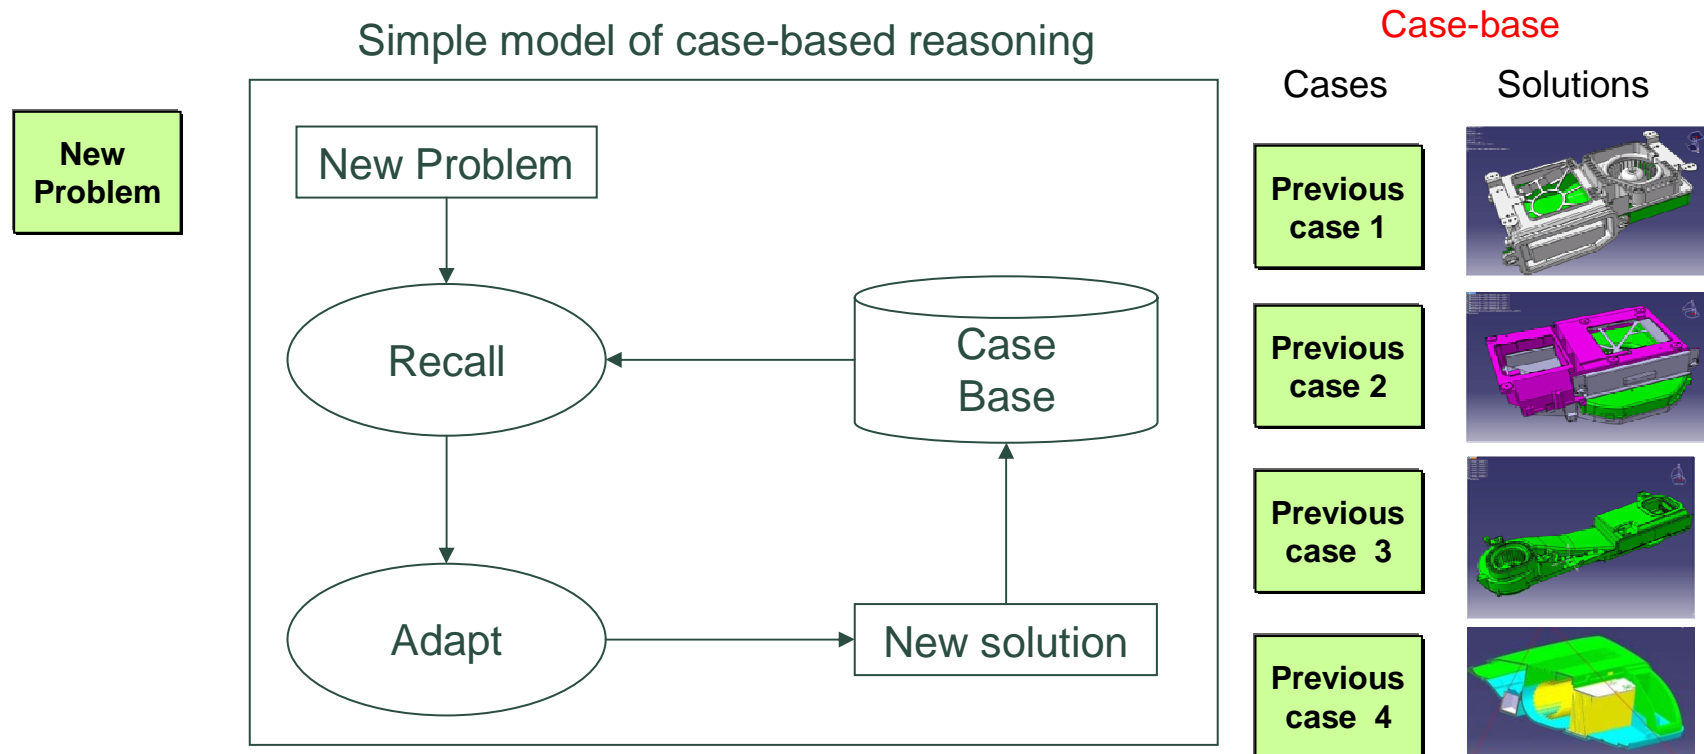 Simple model of case-based reasoning
Case-base
Cases
Solutions
New
Problem
New Problem
Recall
Case
Base
Adapt
New solution
Previous
case 1
Previous
case 2
Previous
case 3
Previous
case 4